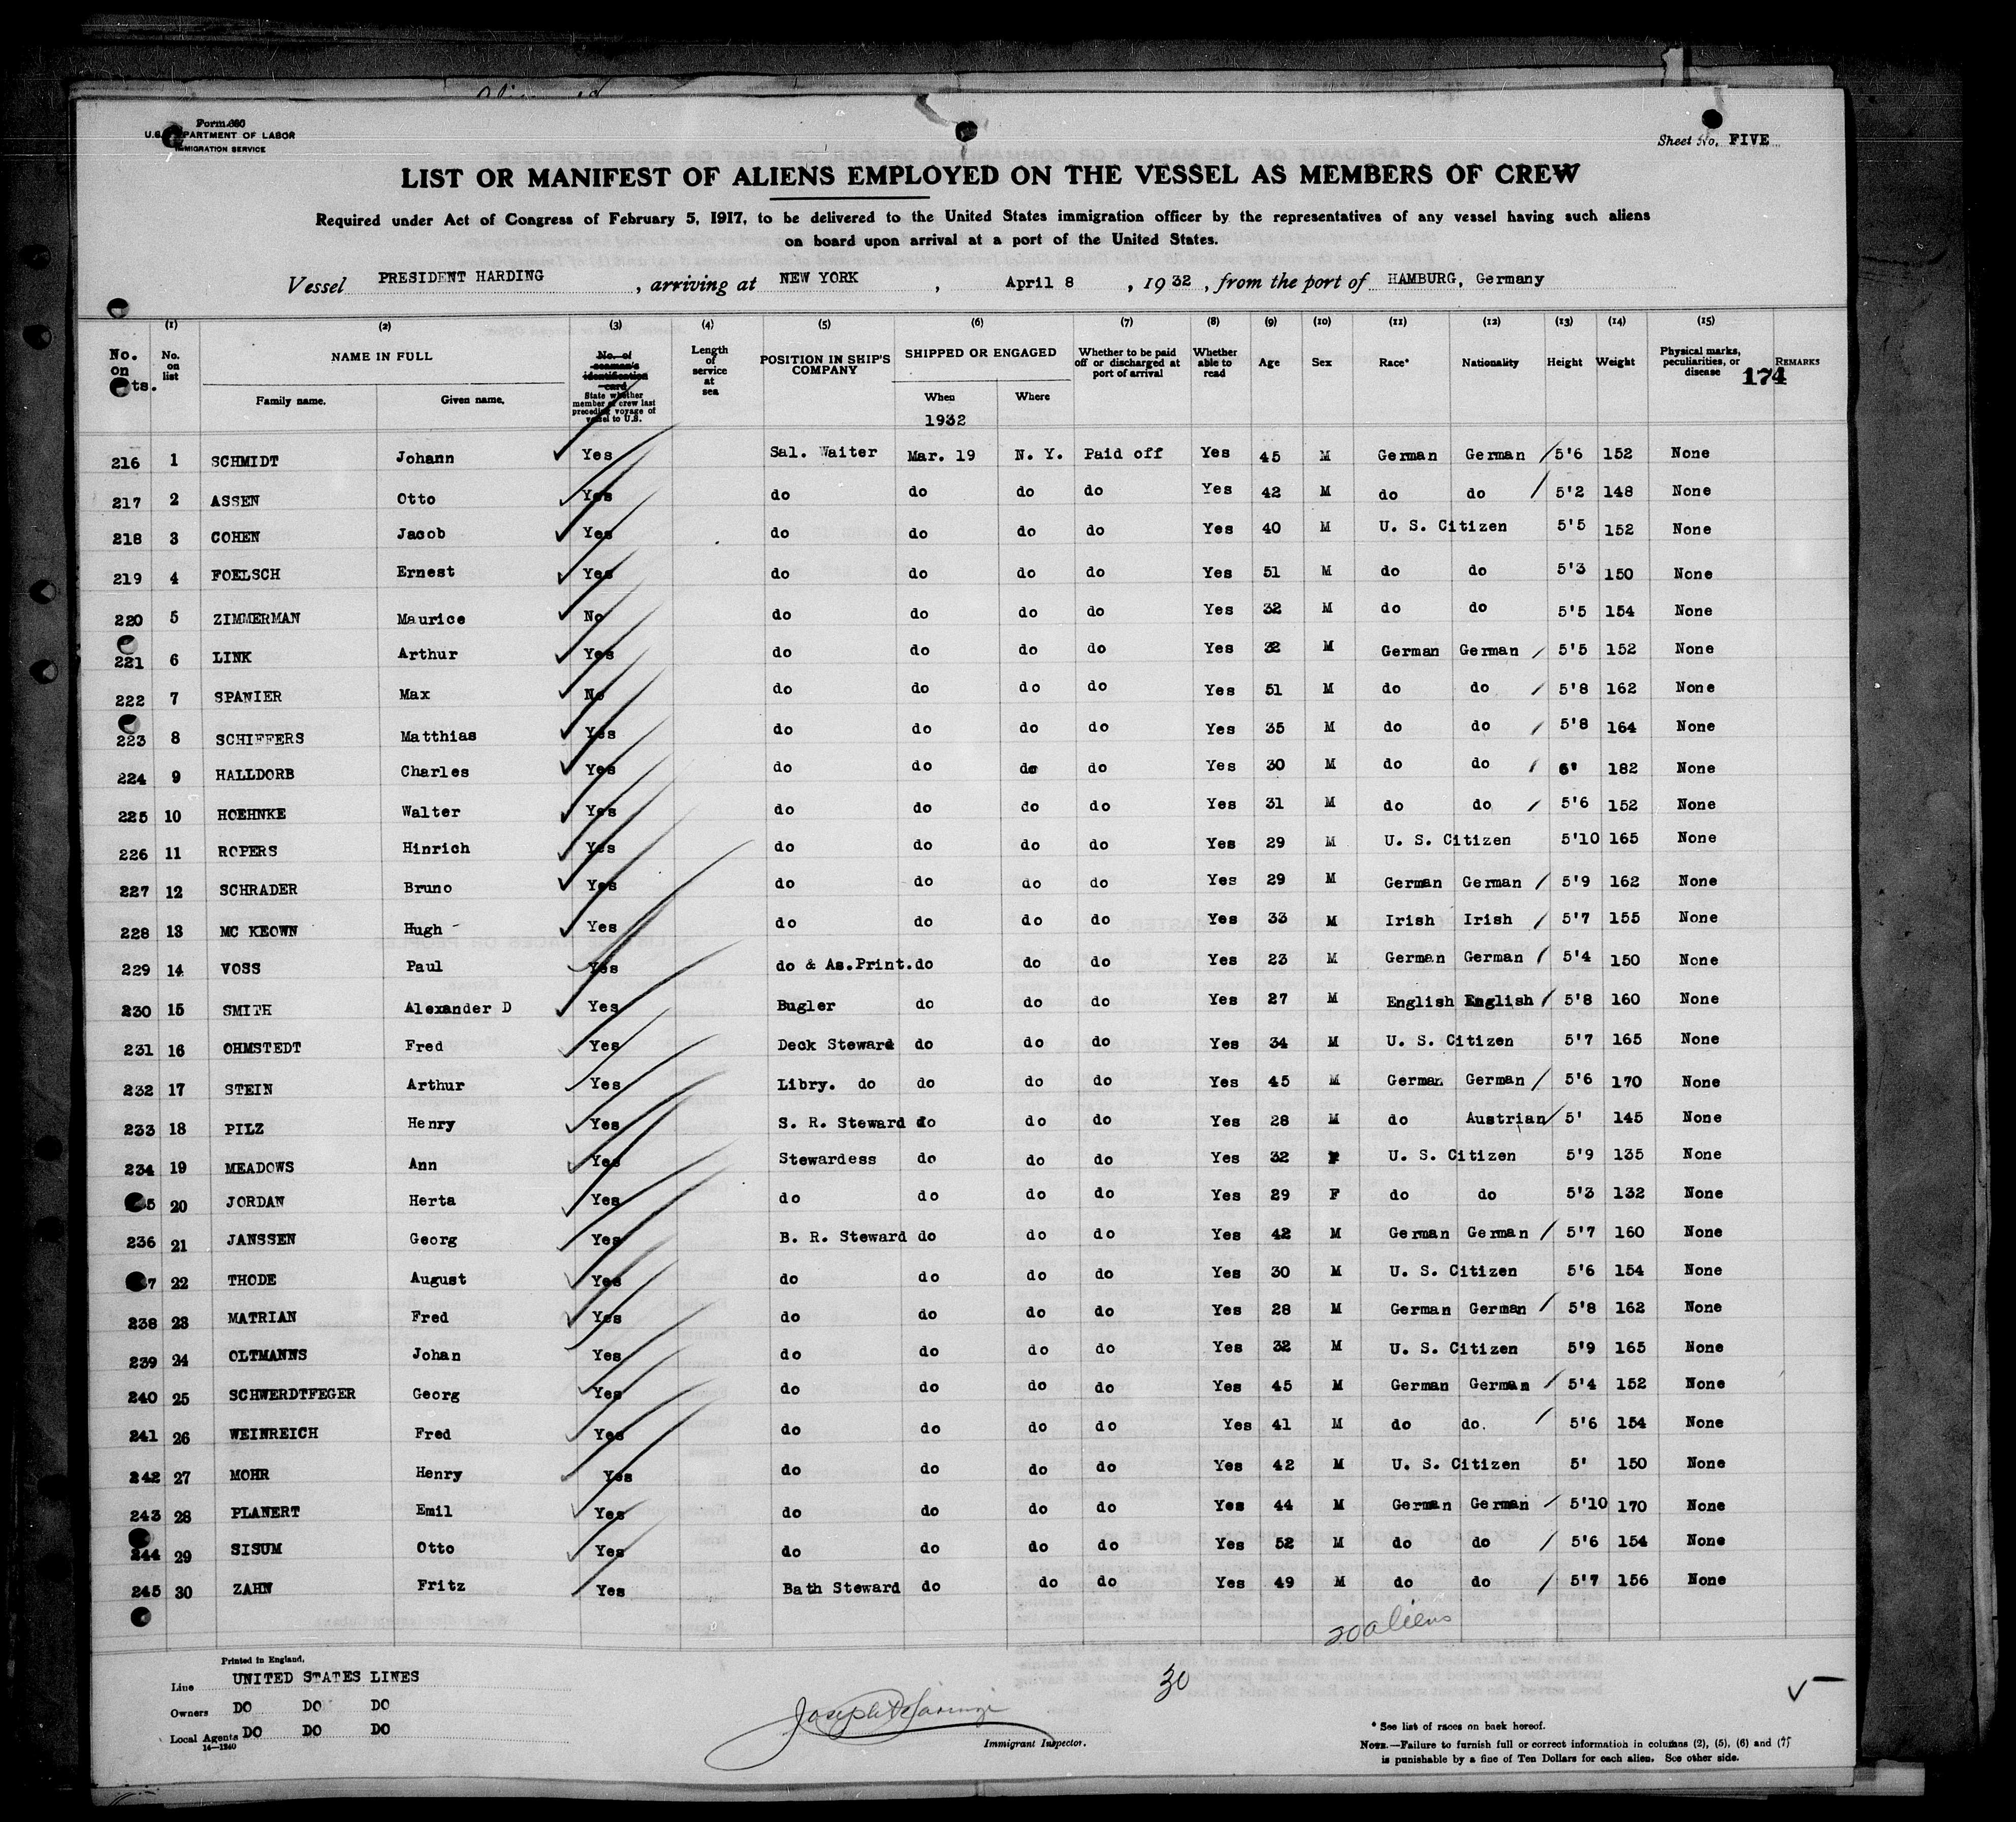 Form 680
U.S. DEPARTMENT OF LABOR
IMMIGRATION SERVICE
Sheet No. FIVE
LIST OR MANIFEST OF ALIENS EMPLOYED ON THE VESSEL AS MEMBERS OF CREW
Required under Act of Congress of February 5, 1917, to be delivered to the United States immigration officer by the representatives of any vessel having such aliens
on board upon arrival at a port of the United States.
Vessel PRESIDENT HARDING, arriving at NEW YORK, April 8, 1932, from the port of HAMBURG, Germany
(1) (2) (3) (4) (5) (6) (7) (8) (9) (10) (11) (12) (13) (14) (15)
No. on ts. No. on list NAME IN FULL Family name. Given name. No. of seaman's identification card State whether member of crew last preceding voyage of vessel to U.S. Length of service at sea POSITION IN SHIP'S COMPANY SHIPPED OR ENGAGED When 1932 Where Whether to be paid off or discharged at port of arrival Whether able to read Age Sex Race* Nationality Height Weight Physical marks, peculiarities, or disease 174 REMARKS
216 1 SCHMIDT Johann Yes Sal. Waiter Mar. 19 N. Y. Paid off Yes 45 M German German 5'6 152 None
217 2 ASSEN Otto Yes do do do do Yes 42 M do do 5'2 148 None
218 3 COHEN Jacob Yes do do do do Yes 40 M U. S. Citizen 5'5 152 None
219 4 FOELSCH Ernest Yes do do do do Yes 51 M do do 5'3 150 None
220 5 ZIMMERMAN Maurice No do do do do Yes 32 M do do 5'5 154 None
221 6 LINK Arthur Yes do do do do Yes 32 M German German 5'5 152 None
222 7 SPANIER Max No do do do do Yes 51 M do do 5'8 162 None
223 8 SCHIFFERS Matthias Yes do do do do Yes 35 M do do 5'8 164 None
224 9 HALLDORB Charles Yes do do do do Yes 30 M do do 6' 182 None
225 10 HOEHNKE Walter Yes do do do do Yes 31 M do do 5'6 152 None
226 11 ROPERS Hinrich Yes do do do do Yes 29 M U. S. Citizen 5'10 165 None
227 12 SCHRADER Bruno Yes do do do do Yes 29 M German German 5'9 162 None
228 13 MC KEOWN Hugh Yes do do do do Yes 33 M Irish Irish 5'7 155 None
229 14 VOSS Paul Yes do & As.Print. do do do Yes 23 M German German 5'4 150 None
230 15 SMITH Alexander D Yes Bugler do do do Yes 27 M English English 5'8 160 None
231 16 OHMSTEDT Fred Yes Deck Steward do do do Yes 34 M U. S. Citizen 5'7 165 None
232 17 STEIN Arthur Yes Libry. do do do do Yes 45 M German German 5'6 170 None
233 18 PILZ Henry Yes S. R. Steward do do do Yes 28 M do Austrian 5' 145 None
234 19 MEADOWS Ann Yes Stewardess do do do Yes 32 F U. S. Citizen 5'9 135 None
5 20 JORDAN Herta Yes do do do do Yes 29 F do do 5'3 132 None
236 21 JANSSEN Georg Yes B. R. Steward do do do Yes 42 M German German 5'7 160 None
7 22 THODE August Yes do do do do Yes 30 M U. S. Citizen 5'6 154 None
238 23 MATRIAN Fred Yes do do do do Yes 28 M German German 5'8 162 None
239 24 OLTMANNS Johan Yes do do do do Yes 32 M U. S. Citizen 5'9 165 None
240 25 SCHWERDTFEGER Georg Yes do do do do Yes 45 M German German 5'4 152 None
241 26 WEINREICH Fred Yes do do do do Yes 41 M do do. 5'6 154 None
242 27 MOHR Henry Yes do do do do Yes 42 M U. S. Citizen 5' 150 None
243 28 PLANERT Emil Yes do do do do Yes 44 M German German 5'10 170 None
244 29 SISUM Otto Yes do do do do Yes 52 M do do 5'6 154 None
245 30 ZAHN Fritz Yes Bath Steward do do do Yes 49 M do do 5'7 156 None
20 aliens
30
Printed in England.
Line UNITED STATES LINES
Owners DO DO DO
Local Agents DO DO DO
14—1240
Immigrant Inspector.
* See list of races on back hereof.
NOTE.—Failure to furnish full or correct information in columns (2), (5), (6) and (7)
is punishable by a fine of Ten Dollars for each alien. See other side.